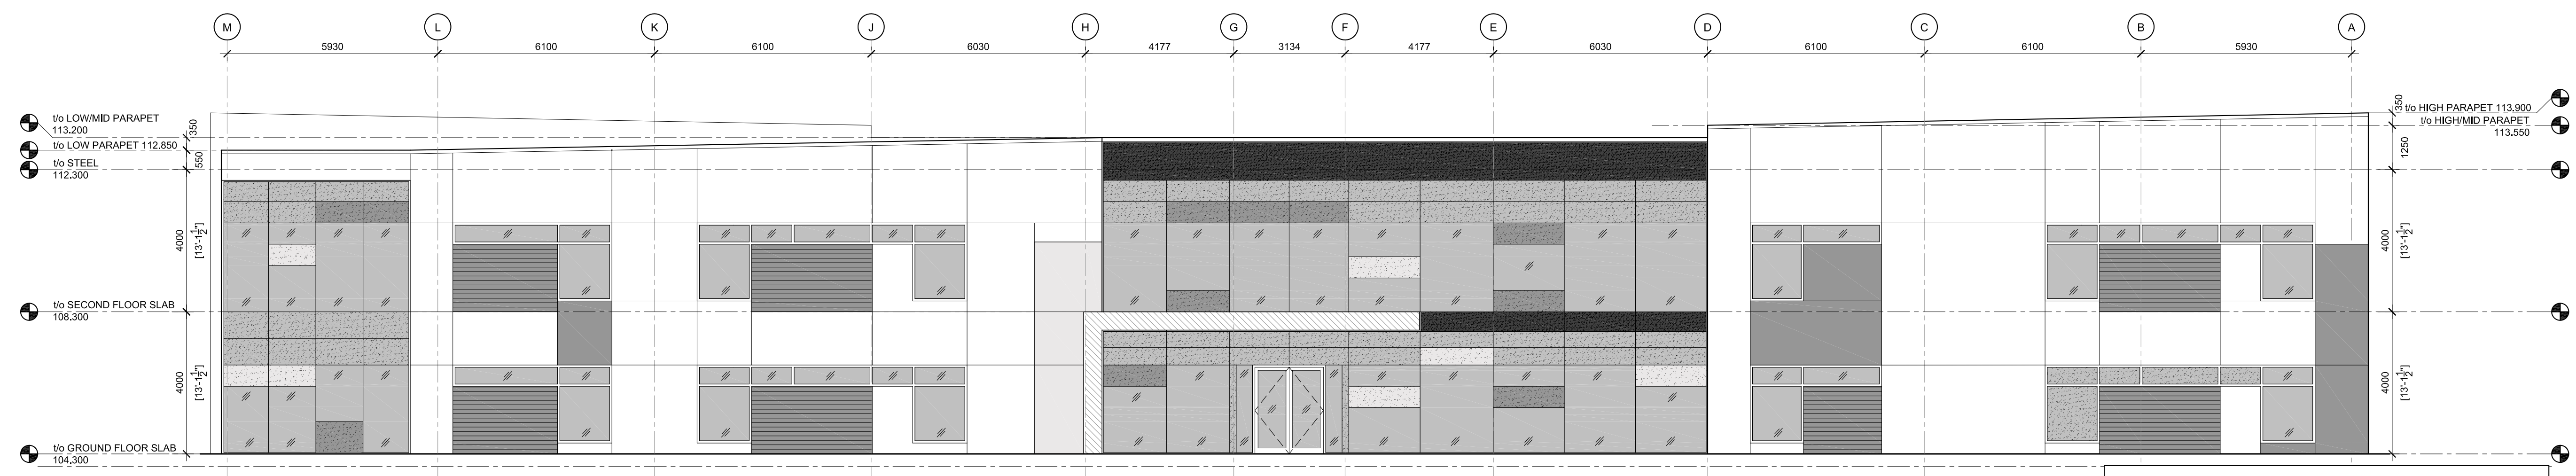 M L K J H G F E D C B A
5930 6100 6100 6030 4177 3134 4177 6030 6100 6100 5930
t/o LOW/MID PARAPET
113.200
t/o LOW PARAPET 112.850
t/o STEEL
112.300
t/o SECOND FLOOR SLAB
108.300
t/o GROUND FLOOR SLAB
104.300
350
550
4000
[13'-1 1/2"]
4000
[13'-1 1/2"]
t/o HIGH PARAPET 113.900
t/o HIGH/MID PARAPET
113.550
350
1250
4000
[13'-1 1/2"]
4000
[13'-1 1/2"]